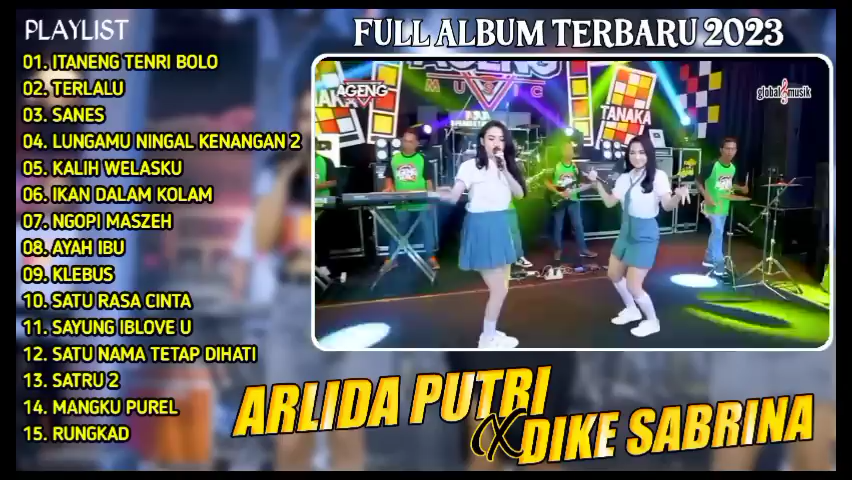 PLAYLIST
01. ITANENG TENRI BOLO
02. TERLALU
03. SANES
04. LUNGAMU NINGAL KENANGAN 2
05. KALIH WELASKU
06. IKAN DALAM KOLAM
07. NGOPI MASZEH
08. AYAH IBU
09. KLEBUS
10. SATU RASA CINTA
11. SAYUNG IBLOVE U
12. SATU NAMA TETAP DIHATI
13. SATRU 2
14. MANGKU PUREL
15. RUNGKAD
FULL ALBUM TERBARU 2023
AGENG
MUSIC
AGENG
global musik
TANAKA
ARLIDA PUTRI
X DIKE SABRINA